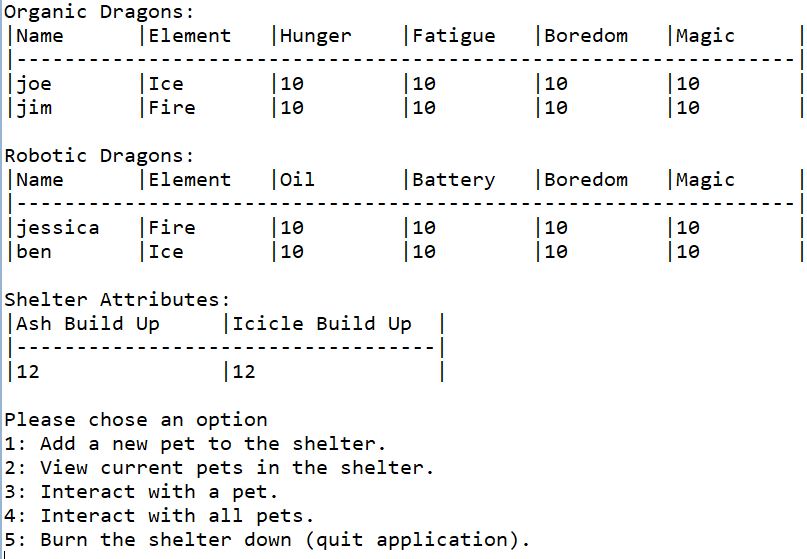 Organic Dragons:
|Name |Element |Hunger |Fatigue |Boredom |Magic |
|-----------------------------------------------------------------|
|joe |Ice |10 |10 |10 |10 |
|jim |Fire |10 |10 |10 |10 |
Robotic Dragons:
|Name |Element |Oil |Battery |Boredom |Magic |
|-----------------------------------------------------------------|
|jessica |Fire |10 |10 |10 |10 |
|ben |Ice |10 |10 |10 |10 |
Shelter Attributes:
|Ash Build Up |Icicle Build Up |
|-----------------------------------|
|12 |12 |
Please chose an option
1: Add a new pet to the shelter.
2: View current pets in the shelter.
3: Interact with a pet.
4: Interact with all pets.
5: Burn the shelter down (quit application).